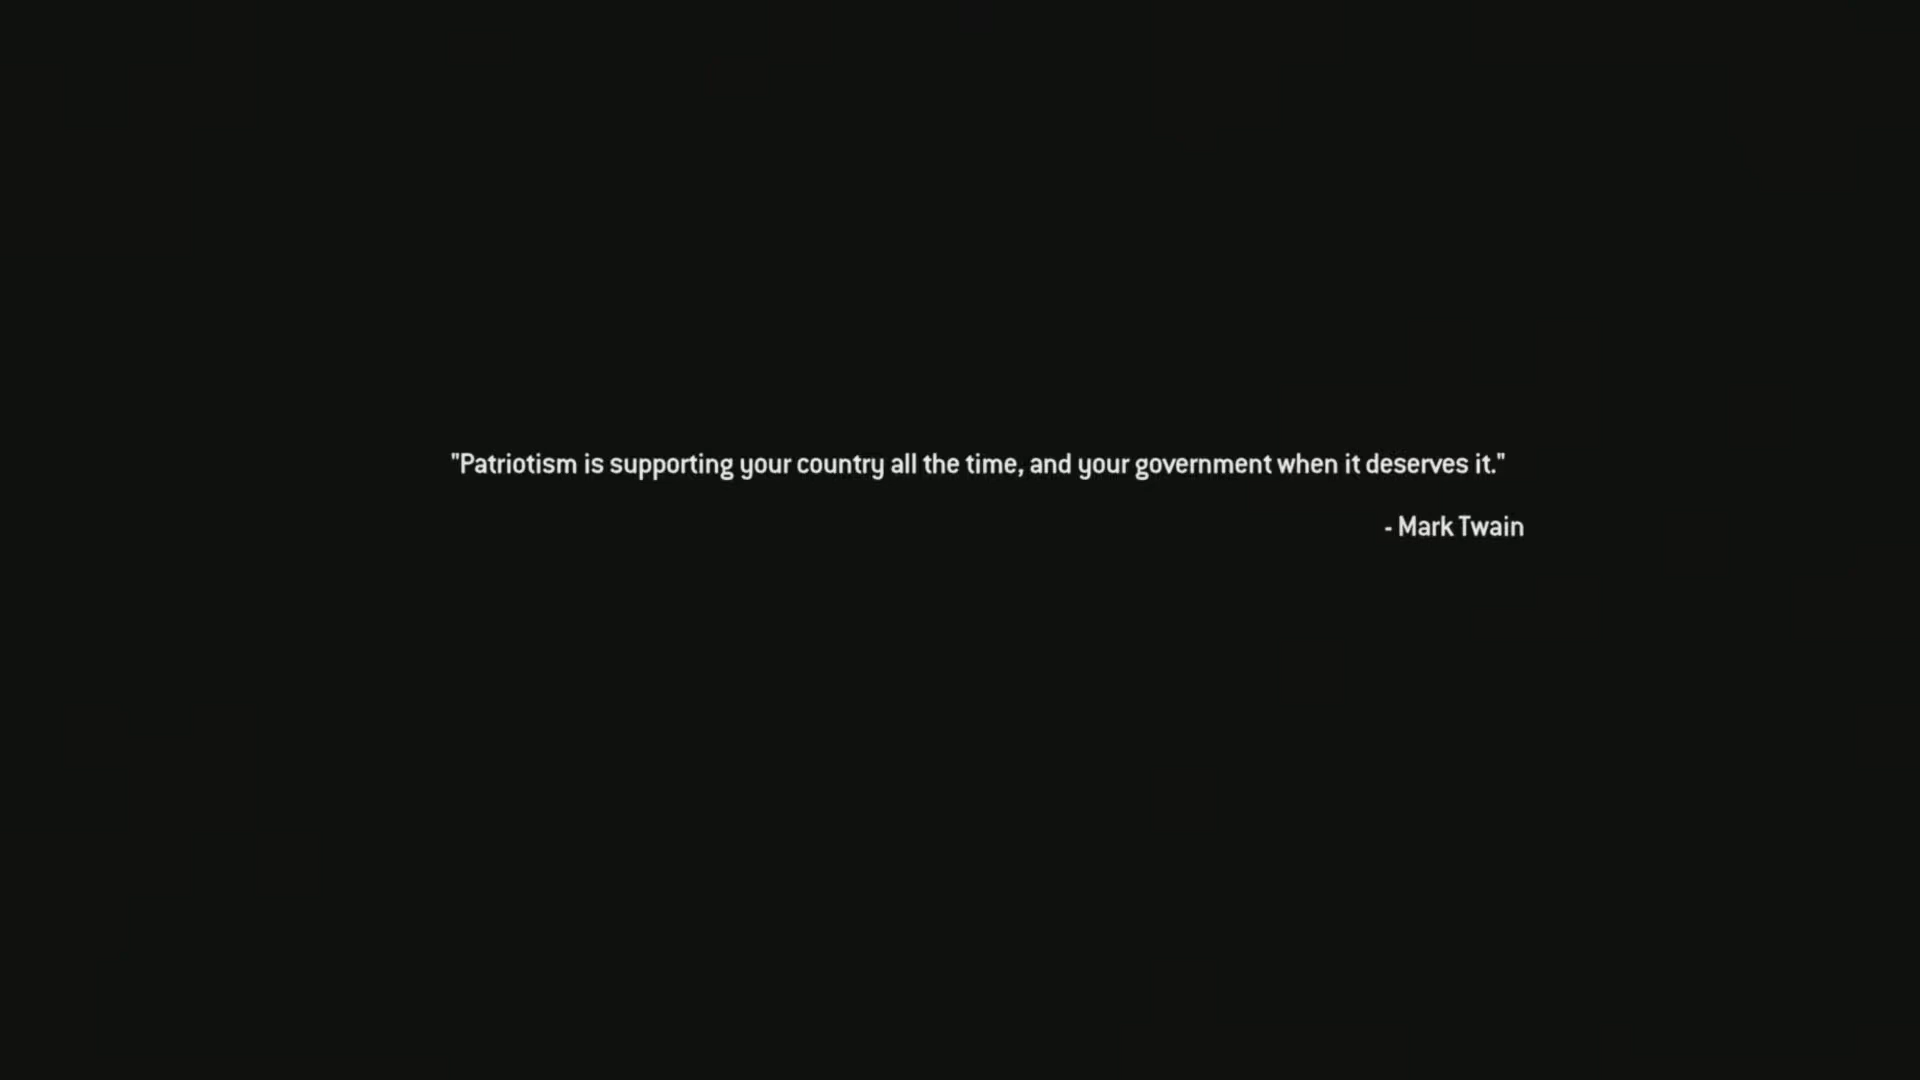 "Patriotism is supporting your country all the time, and your government when it deserves it."
- Mark Twain